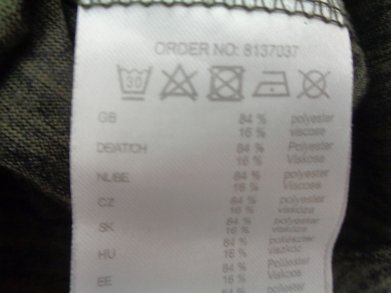 ORDER NO: 8137037
30
GB 84 % polyester
16 % viscose
DE/AT/CH 84 % Polyester
16 % Viskose
NL/BE 84 % polyester
16 % viscose
CZ 84 % polyester
16 % viskóza
SK 84 % polyester
16 % viskóza
HU 84 % poliészter
16 % viszkóz
EE 84 % Polüester
16 % Viskoos
84 %